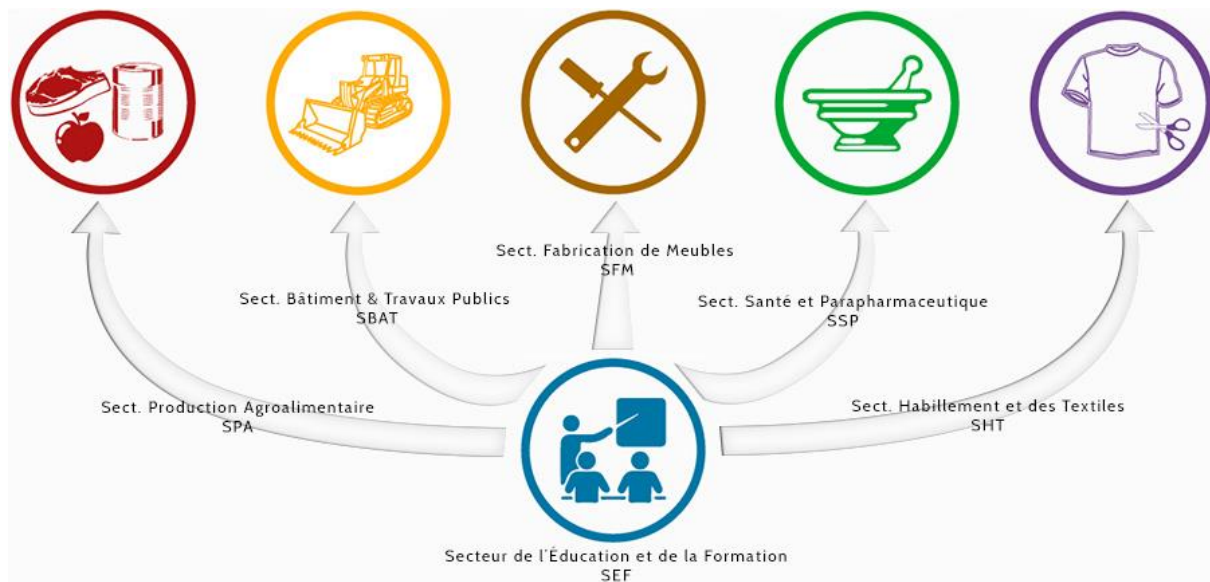 Sect. Fabrication de Meubles
SFM
Sect. Bâtiment & Travaux Publics
SBAT
Sect. Santé et Parapharmaceutique
SSP
Sect. Production Agroalimentaire
SPA
Sect. Habillement et des Textiles
SHT
Secteur de l'Éducation et de la Formation
SEF